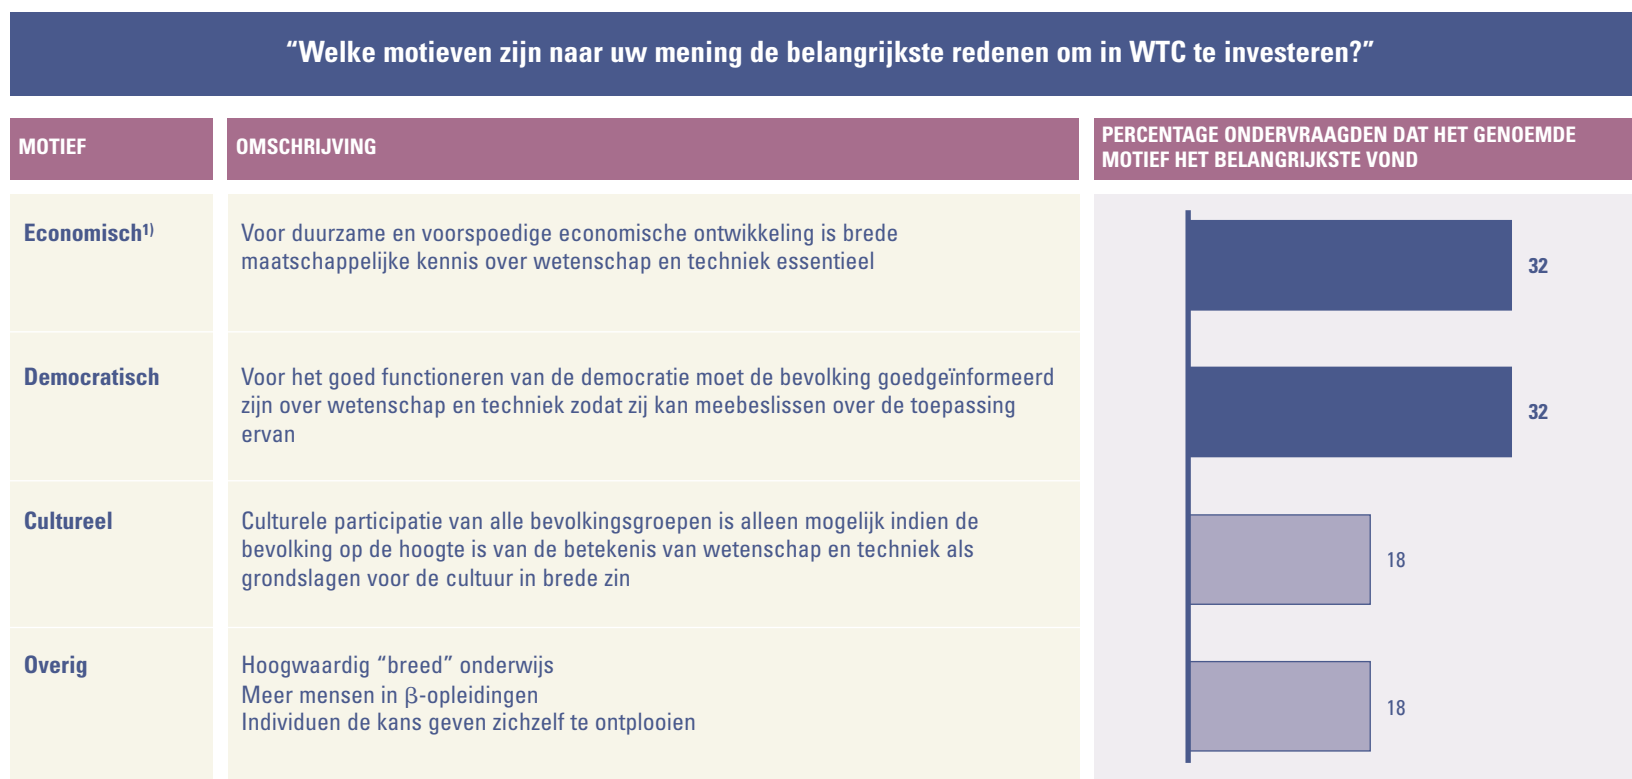 “Welke motieven zijn naar uw mening de belangrijkste redenen om in WTC te investeren?”
MOTIEF
OMSCHRIJVING
PERCENTAGE ONDERVRAAGDEN DAT HET GENOEMDE
MOTIEF HET BELANGRIJKSTE VOND
Economisch¹⁾
Voor duurzame en voorspoedige economische ontwikkeling is brede
maatschappelijke kennis over wetenschap en techniek essentieel
32
Democratisch
Voor het goed functioneren van de democratie moet de bevolking goedgeïnformeerd
zijn over wetenschap en techniek zodat zij kan meebeslissen over de toepassing
ervan
32
Cultureel
Culturele participatie van alle bevolkingsgroepen is alleen mogelijk indien de
bevolking op de hoogte is van de betekenis van wetenschap en techniek als
grondslagen voor de cultuur in brede zin
18
Overig
Hoogwaardig “breed” onderwijs
Meer mensen in β-opleidingen
Individuen de kans geven zichzelf te ontplooien
18